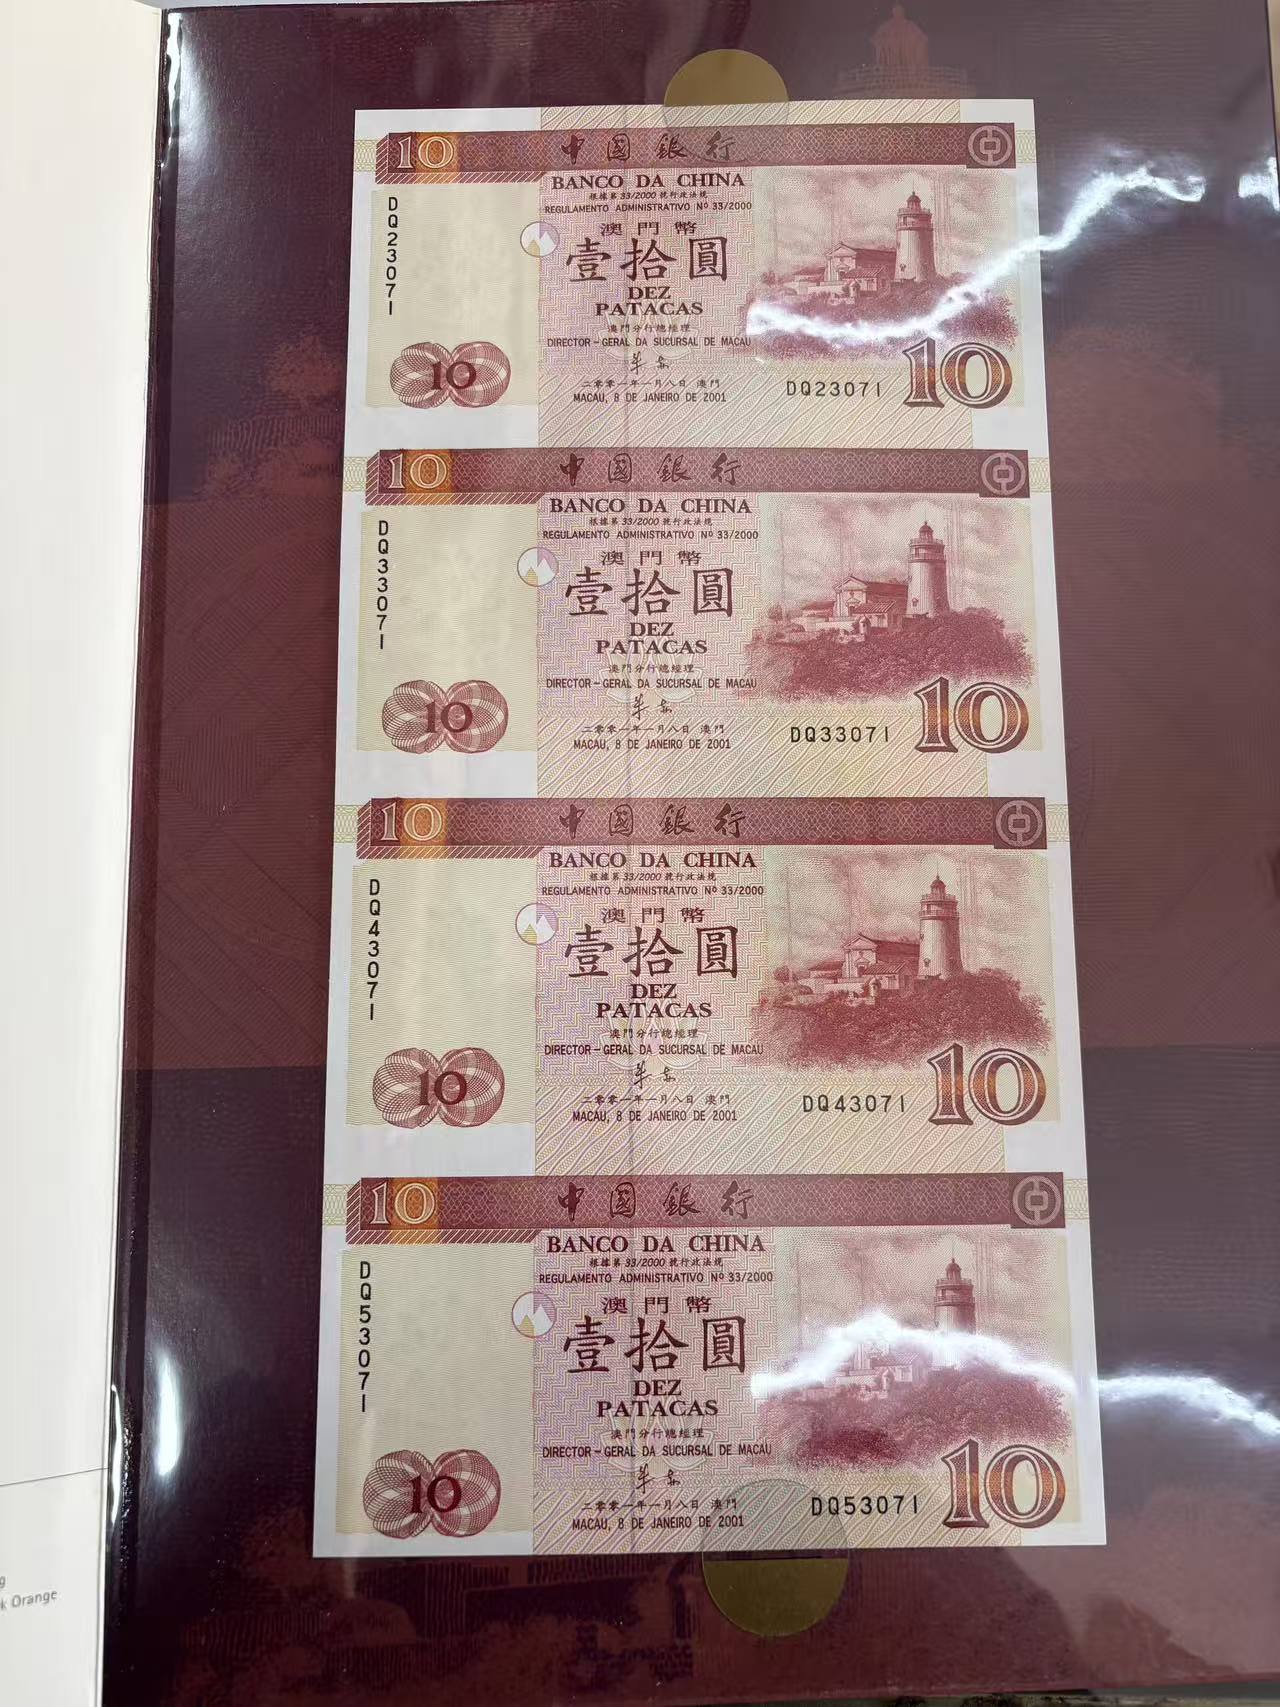 10 中國銀行
BANCO DA CHINA
根據第33/2000號行政法規
REGULAMENTO ADMINISTRATIVO Nº 33/2000
澳門幣
壹拾圓
DEZ
PATACAS
澳門分行總經理
DIRECTOR-GERAL DA SUCURSAL DE MACAU
二零零一年一月八日 澳門
MACAU, 8 DE JANEIRO DE 2001
DQ23071
10
DQ23071
10
10 中國銀行
BANCO DA CHINA
根據第33/2000號行政法規
REGULAMENTO ADMINISTRATIVO Nº 33/2000
澳門幣
壹拾圓
DEZ
PATACAS
澳門分行總經理
DIRECTOR-GERAL DA SUCURSAL DE MACAU
二零零一年一月八日 澳門
MACAU, 8 DE JANEIRO DE 2001
DQ33071
10
DQ33071
10
10 中國銀行
BANCO DA CHINA
根據第33/2000號行政法規
REGULAMENTO ADMINISTRATIVO Nº 33/2000
澳門幣
壹拾圓
DEZ
PATACAS
澳門分行總經理
DIRECTOR-GERAL DA SUCURSAL DE MACAU
二零零一年一月八日 澳門
MACAU, 8 DE JANEIRO DE 2001
DQ43071
10
DQ43071
10
10 中國銀行
BANCO DA CHINA
根據第33/2000號行政法規
REGULAMENTO ADMINISTRATIVO Nº 33/2000
澳門幣
壹拾圓
DEZ
PATACAS
澳門分行總經理
DIRECTOR-GERAL DA SUCURSAL DE MACAU
二零零一年一月八日 澳門
MACAU, 8 DE JANEIRO DE 2001
DQ53071
10
DQ53071
10
g
k Orange